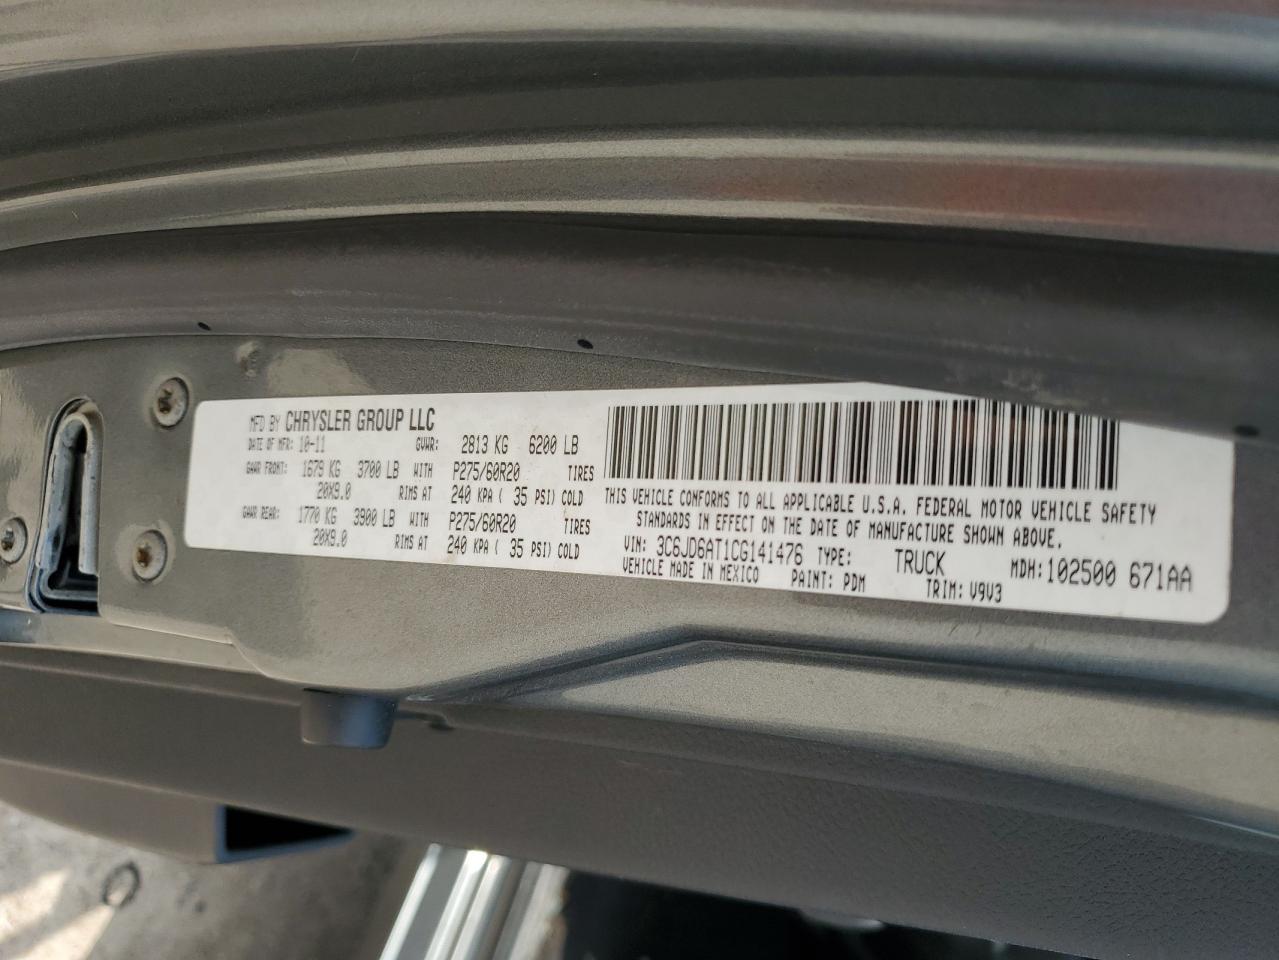 MFD BY CHRYSLER GROUP LLC
DATE OF MFR: 10-11 GVWR: 2813 KG 6200 LB
GAWR FRONT: 1679 KG 3700 LB WITH P275/60R20 TIRES
20X9.0 RIMS AT 240 KPA ( 35 PSI) COLD
GAWR REAR: 1770 KG 3900 LB WITH P275/60R20 TIRES
20X9.0 RIMS AT 240 KPA ( 35 PSI) COLD
THIS VEHICLE CONFORMS TO ALL APPLICABLE U.S.A. FEDERAL MOTOR VEHICLE SAFETY
STANDARDS IN EFFECT ON THE DATE OF MANUFACTURE SHOWN ABOVE.
VIN: 3C6JD6AT1CG141476 TYPE: TRUCK MDH: 102500 671AA
VEHICLE MADE IN MEXICO PAINT: PDM TRIM: V9V3